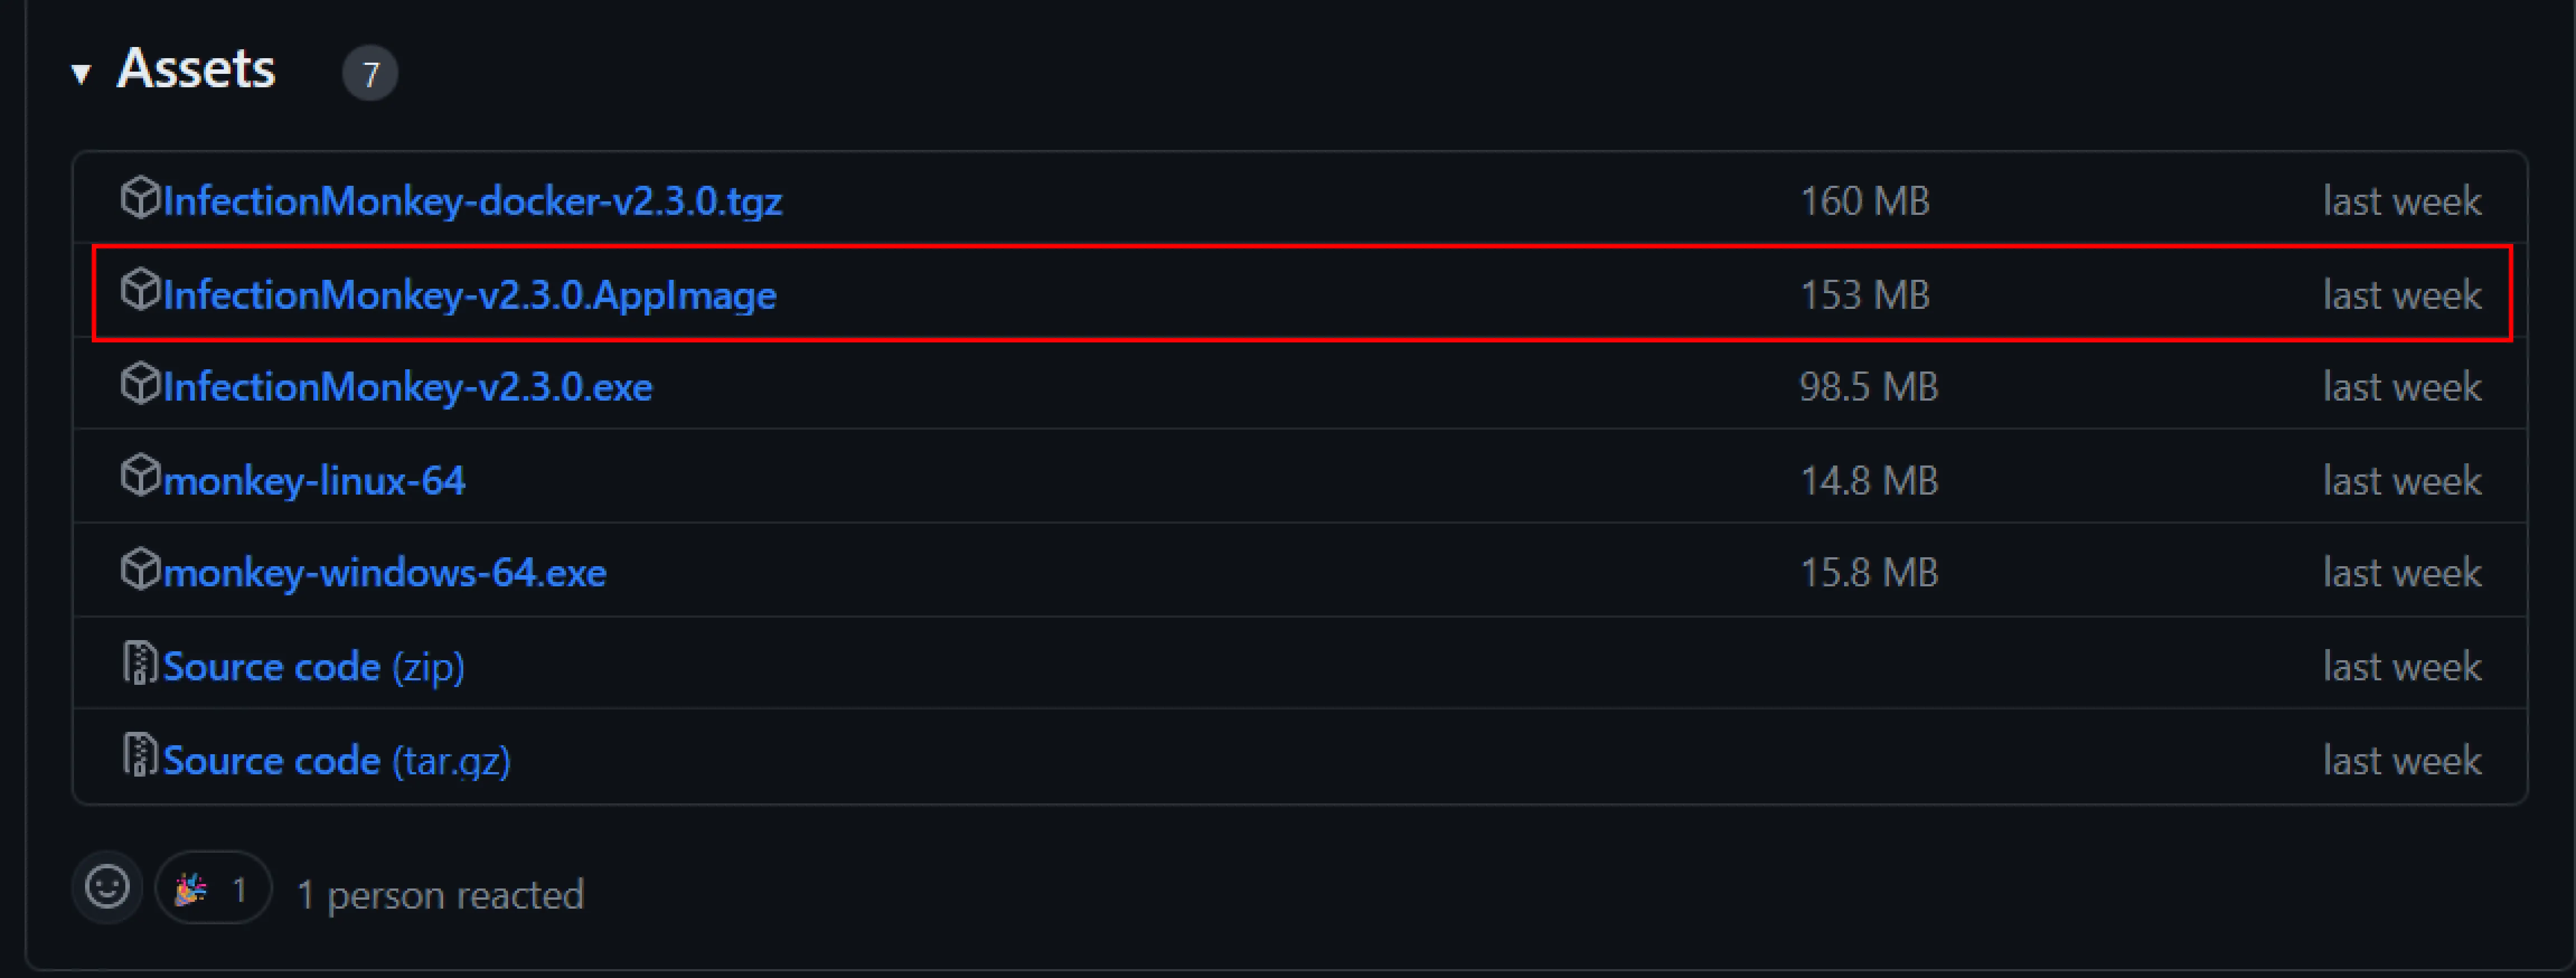 Assets 7
InfectionMonkey-docker-v2.3.0.tgz 160 MB last week
InfectionMonkey-v2.3.0.AppImage 153 MB last week
InfectionMonkey-v2.3.0.exe 98.5 MB last week
monkey-linux-64 14.8 MB last week
monkey-windows-64.exe 15.8 MB last week
Source code (zip) last week
Source code (tar.gz) last week
1 1 person reacted